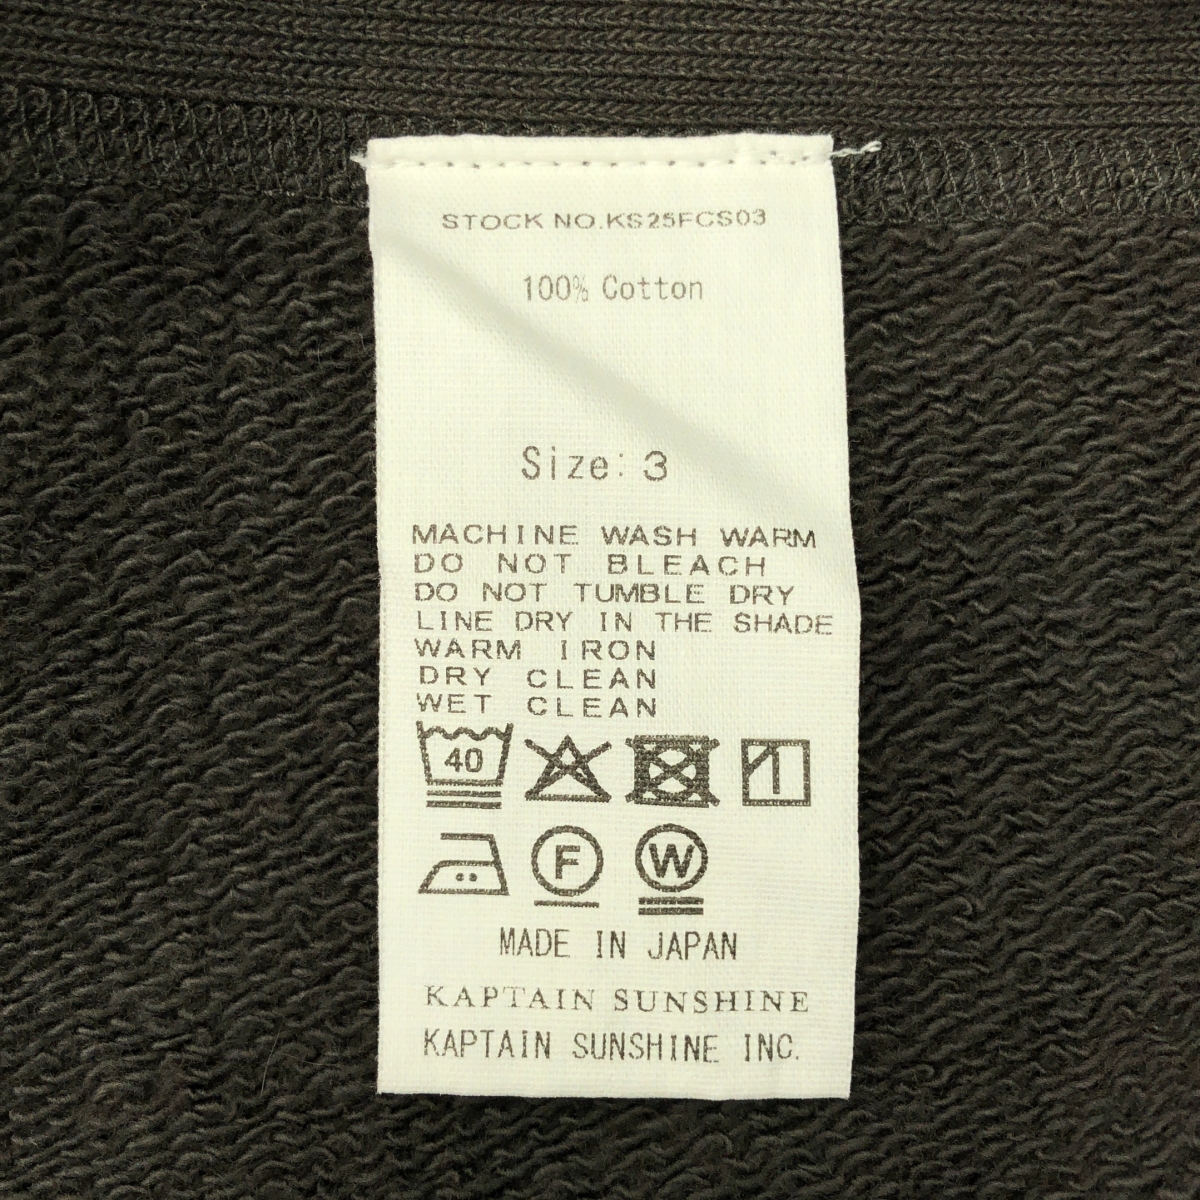 STOCK NO.KS25FCS03
100% Cotton
Size: 3
MACHINE WASH WARM
DO NOT BLEACH
DO NOT TUMBLE DRY
LINE DRY IN THE SHADE
WARM IRON
DRY CLEAN
WET CLEAN
40
F W
MADE IN JAPAN
KAPTAIN SUNSHINE
KAPTAIN SUNSHINE INC.